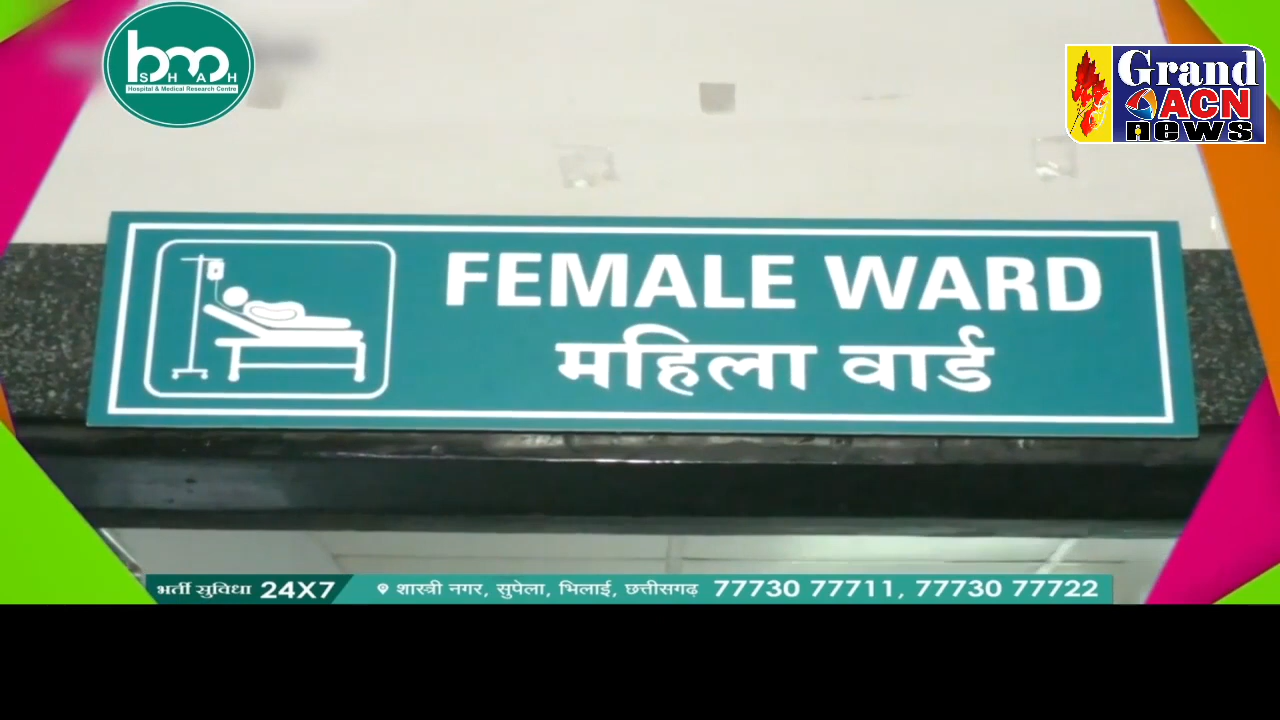 bm
SHAH
Hospital & Medical Research Centre
Grand
ACN
news
FEMALE WARD
महिला वार्ड
भर्ती सुविधा 24X7
शास्त्री नगर, सुपेला, भिलाई, छत्तीसगढ़ 77730 77711, 77730 77722